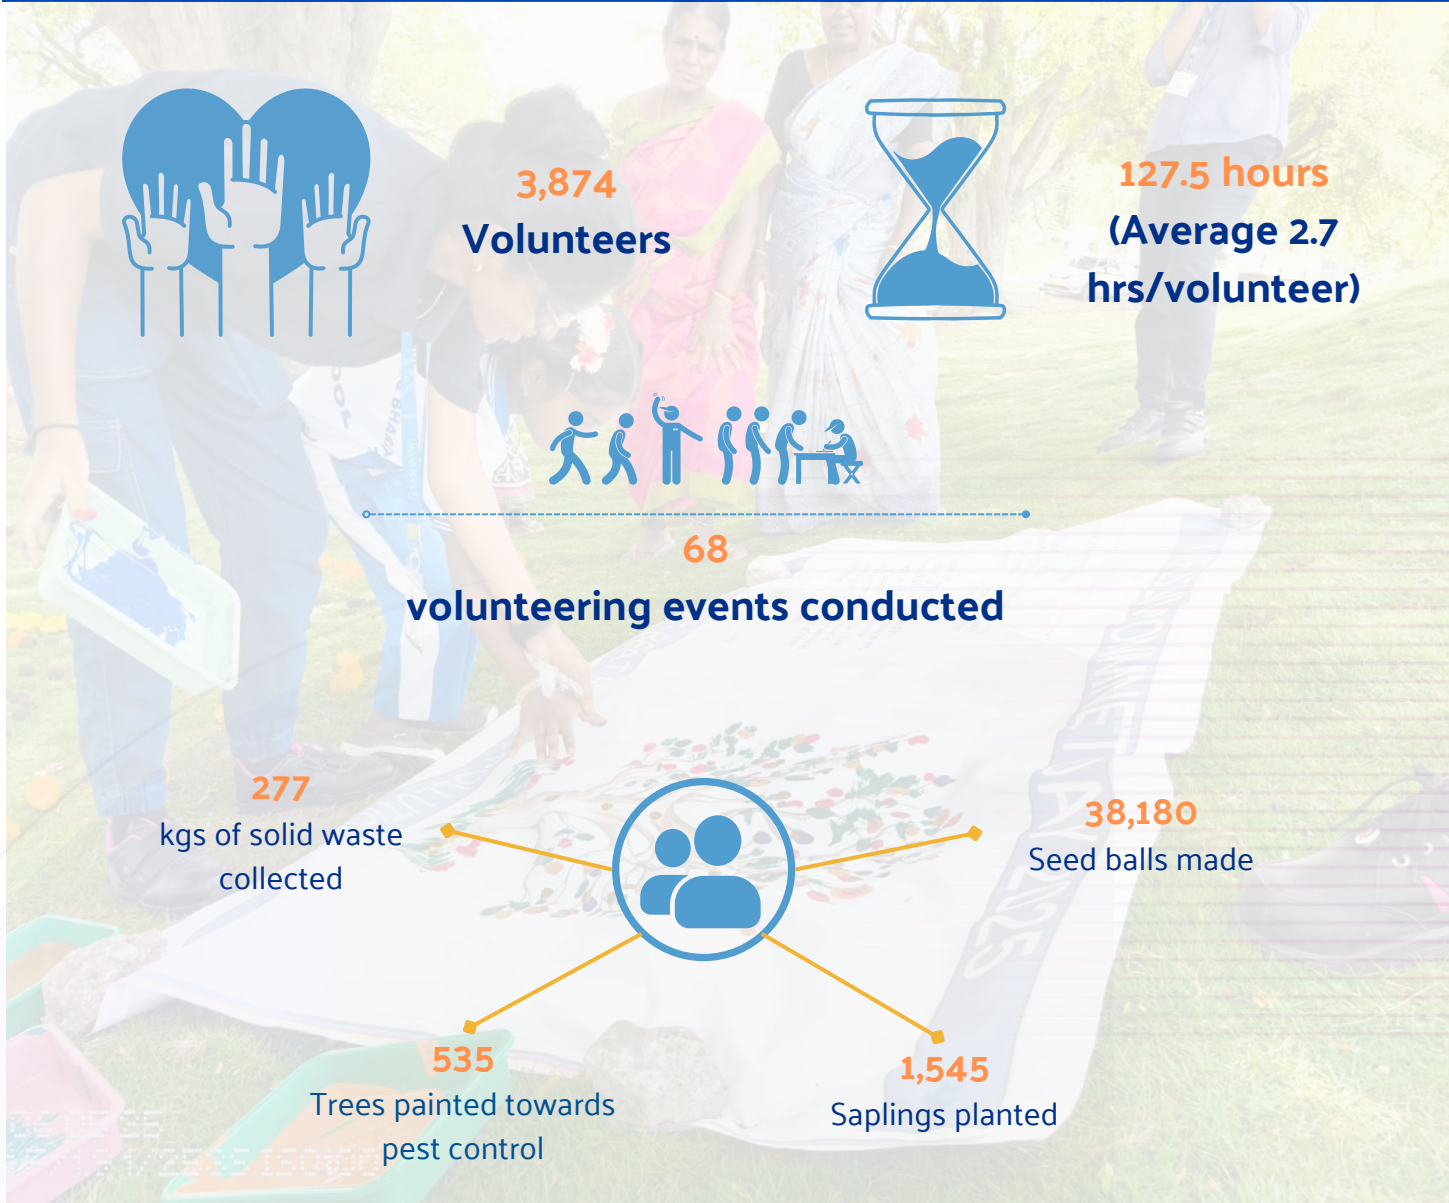 3,874
Volunteers
127.5 hours
(Average 2.7
hrs/volunteer)
68
volunteering events conducted
277
kgs of solid waste
collected
38,180
Seed balls made
535
Trees painted towards
pest control
1,545
Saplings planted